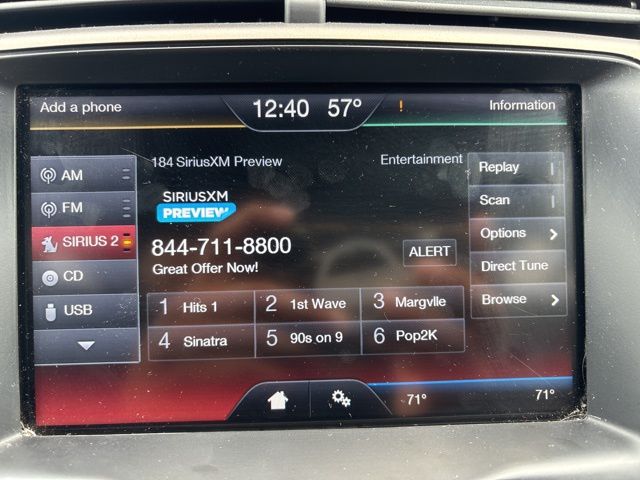 Add a phone 12:40 57° ! Information
184 SiriusXM Preview Entertainment
AM
FM
SIRIUS 2
CD
USB
SIRIUSXM
PREVIEW
844-711-8800
Great Offer Now!
ALERT
1 Hits 1 2 1st Wave 3 Margvlle
4 Sinatra 5 90s on 9 6 Pop2K
Replay
Scan
Options
Direct Tune
Browse
71° 71°